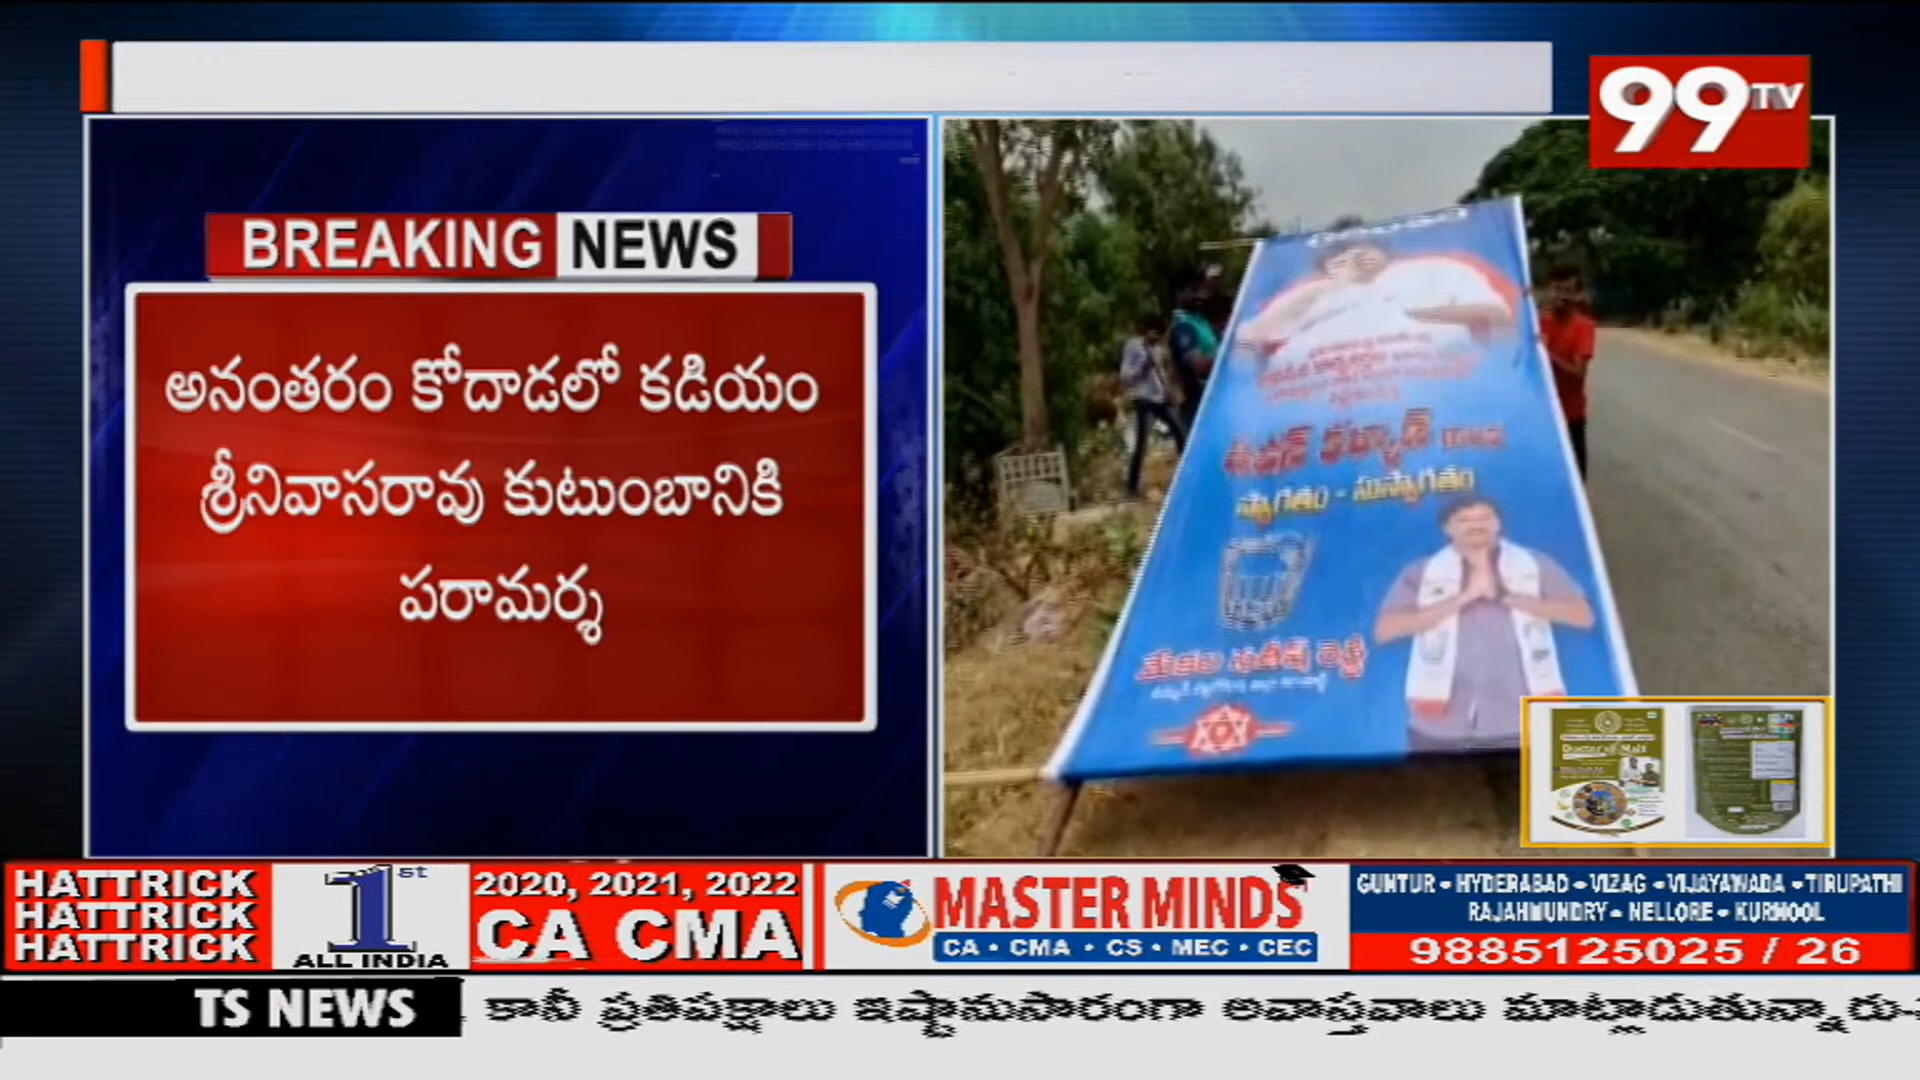 99TV
BREAKING NEWS
అనంతరం కోదాడలో కడియం
శ్రీనివాసరావు కుటుంబానికి
పరామర్శ
పవన్ కళ్యాణ్
స్వాగతం - సుస్వాగతం
HATTRICK
HATTRICK
HATTRICK
1st
ALL INDIA
2020, 2021, 2022
CA CMA
MASTER MINDS
CA • CMA • CS • MEC • CEC
GUNTUR - HYDERABAD - VIZAG - VIJAYAWADA - TIRUPATHI
RAJAHMUNDRY - NELLORE - KURNOOL
9885125025 / 26
TS NEWS
కానీ ప్రతిపక్షాలు ఇష్టానుసారంగా అవాస్తవాలు మాట్లాడుతున్నారు-